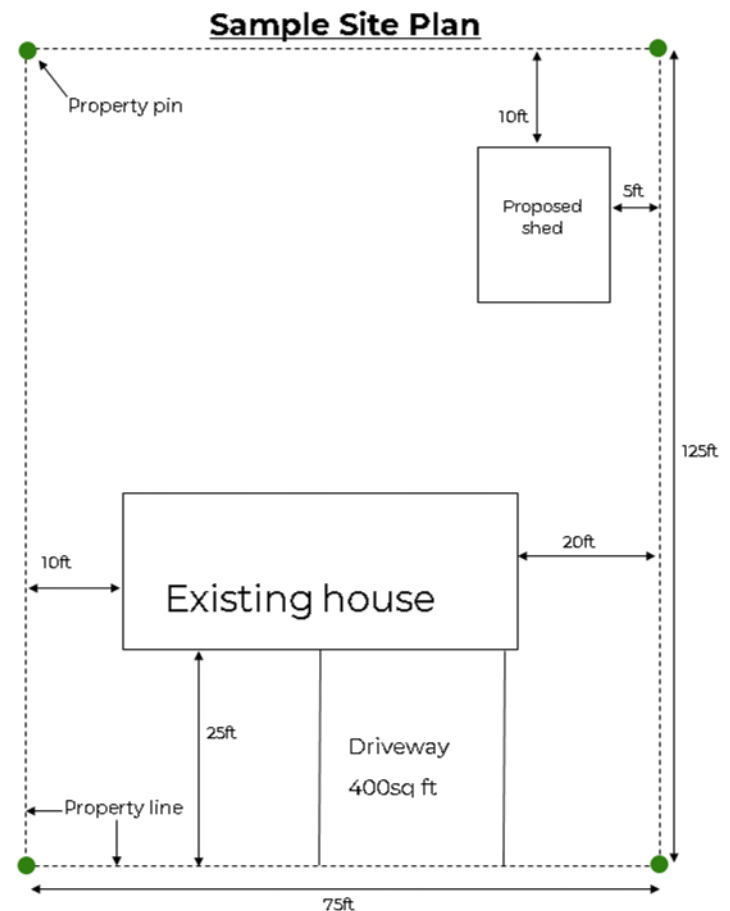 Sample Site Plan
Property pin
10ft
5ft
Proposed
shed
125ft
20ft
10ft
Existing house
25ft
Driveway
400sq ft
Property line
75ft